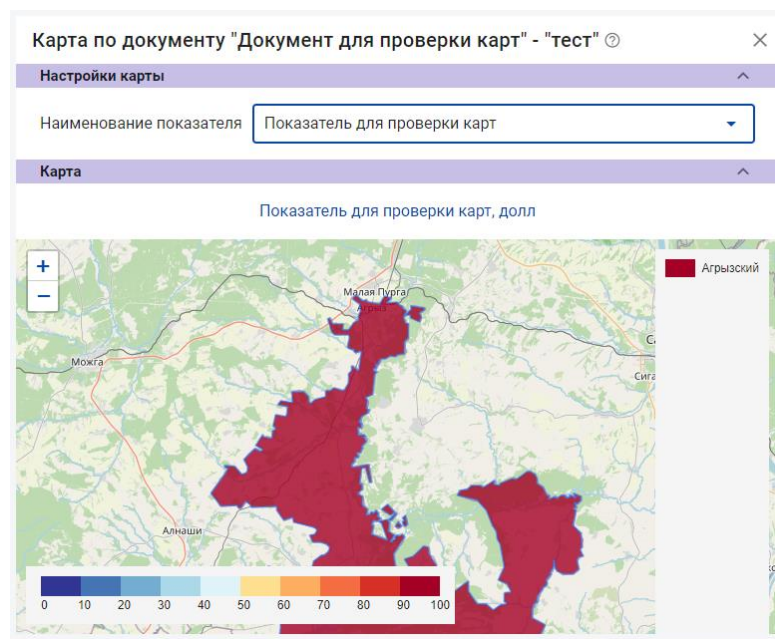 Карта по документу "Документ для проверки карт" - "тест"
Настройки карты
Наименование показателя
Показатель для проверки карт
Карта
Показатель для проверки карт, долл
+
−
Малая Пурга
Агрыз
Можга
Алнаши
Агрызский
0 10 20 30 40 50 60 70 80 90 100